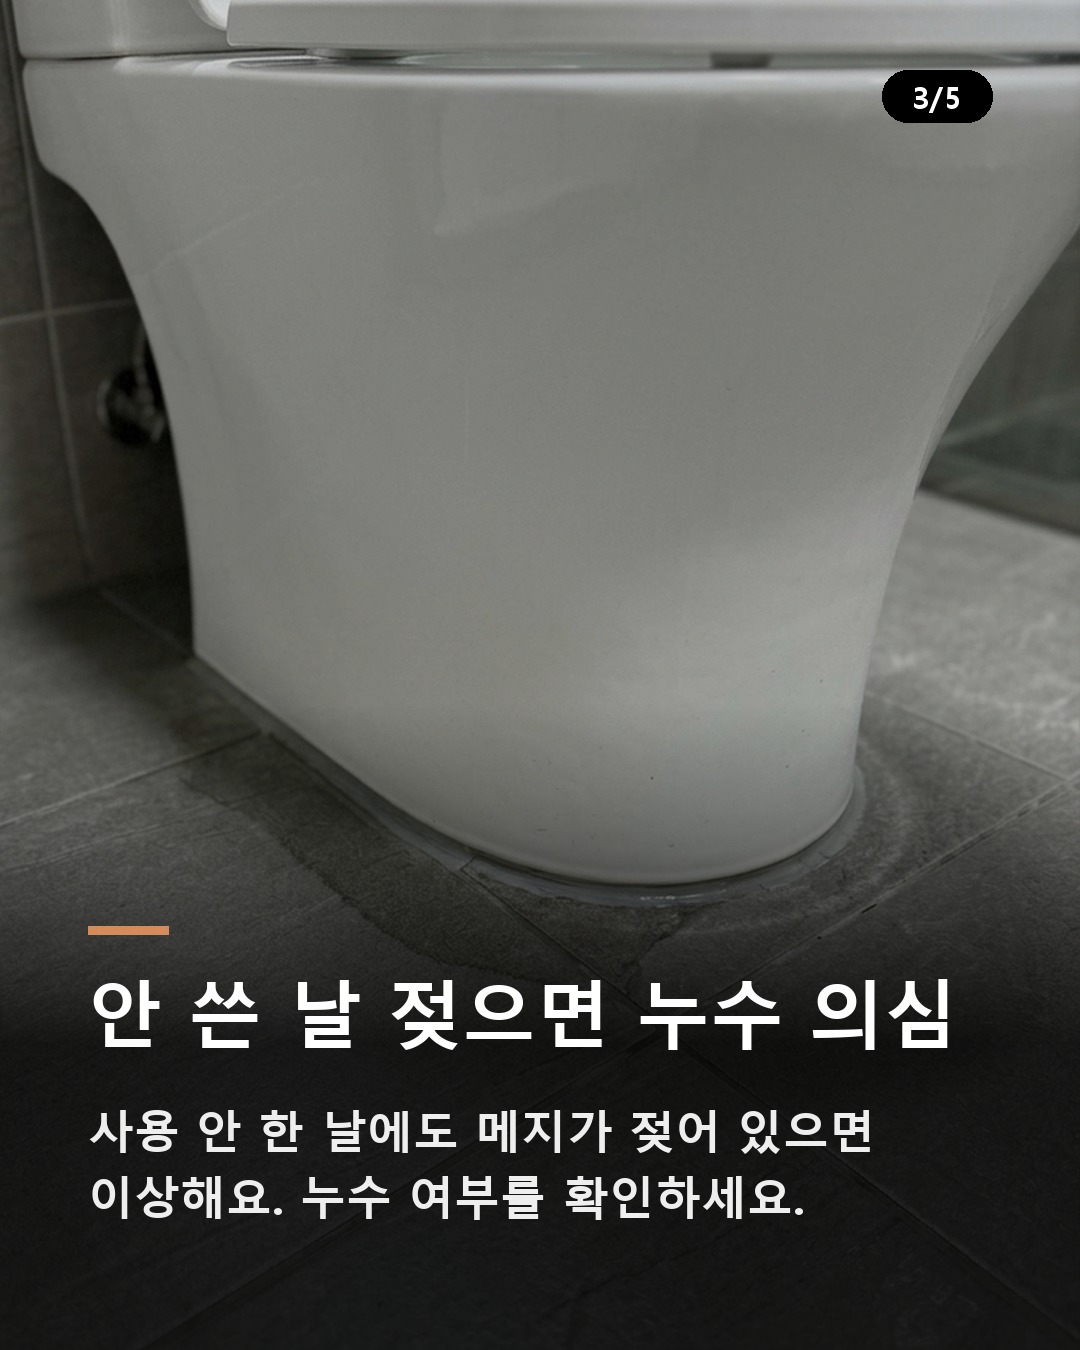 3/5
안 쓴 날 젖으면 누수 의심
사용 안 한 날에도 메지가 젖어 있으면
이상해요. 누수 여부를 확인하세요.